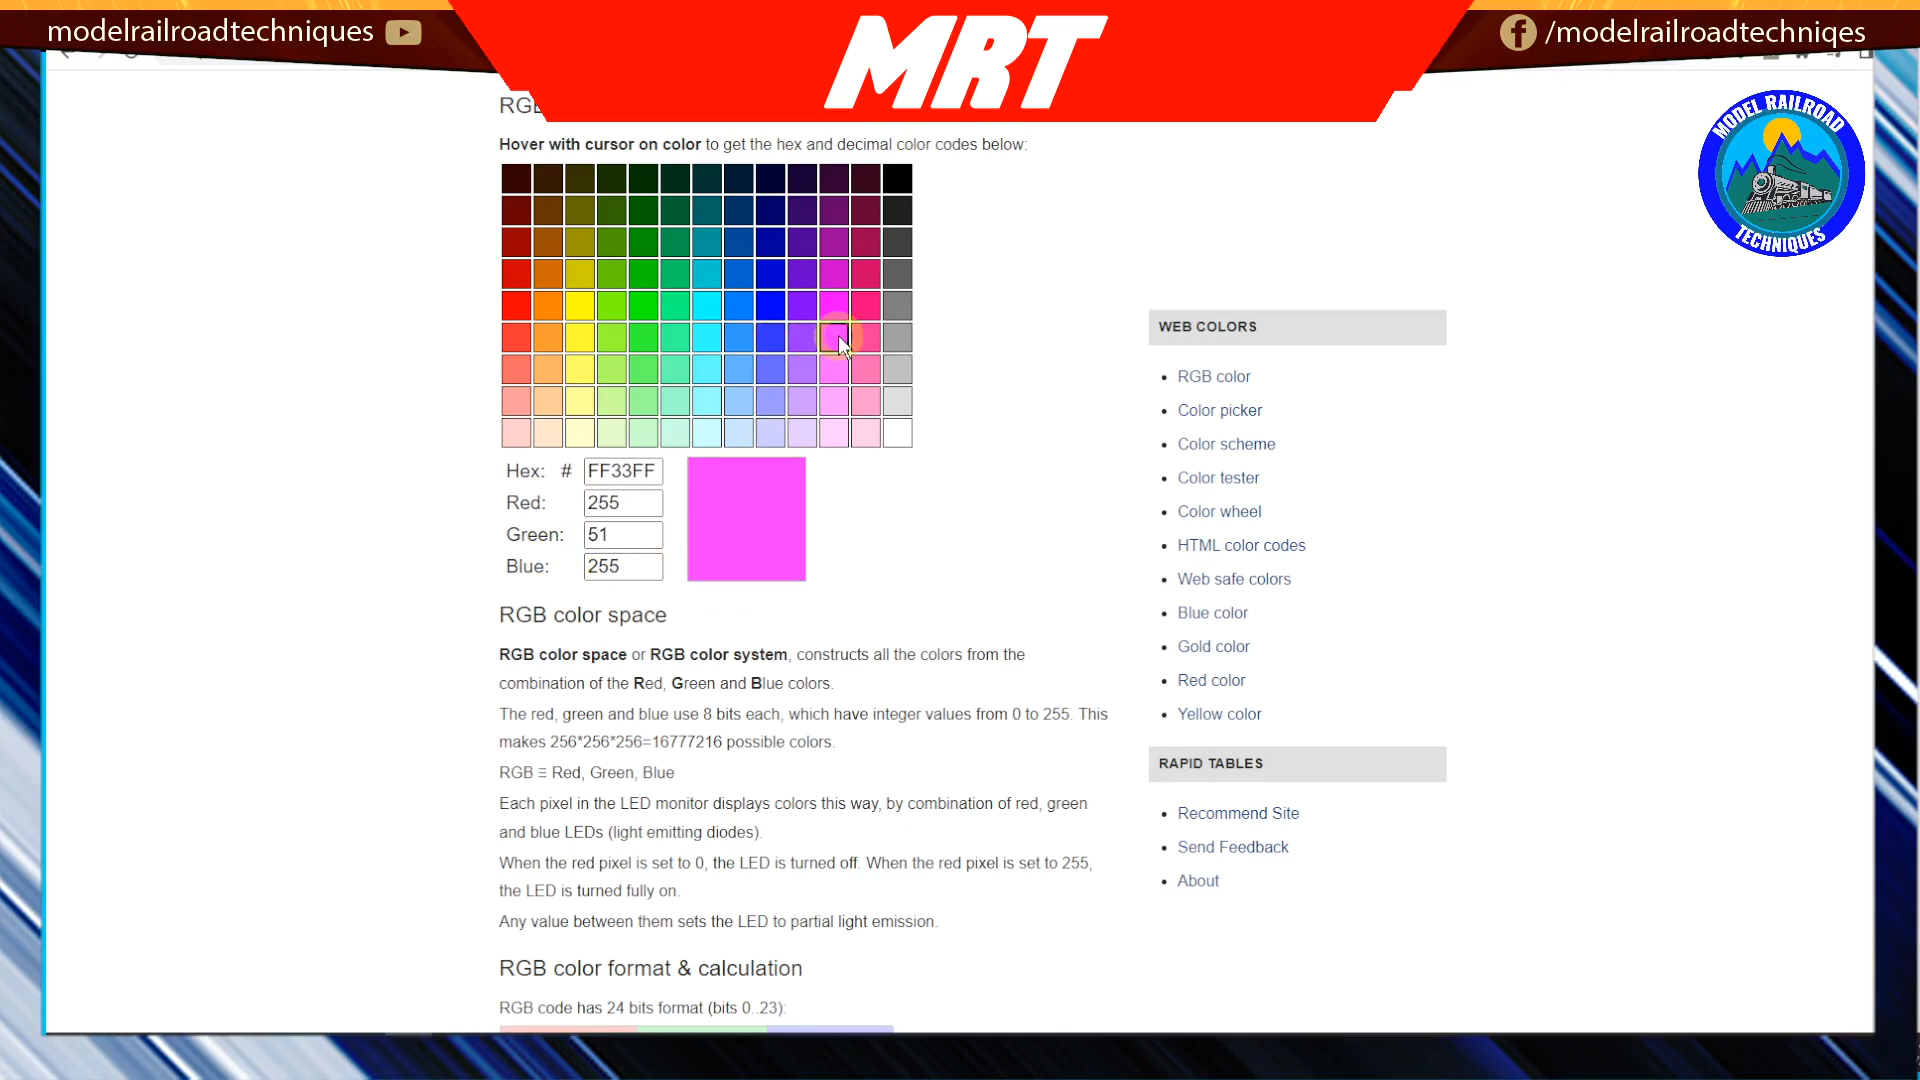 modelrailroadtechniques
MRT
/modelrailroadtechniqes
MODEL RAILROAD
TECHNIQUES
Hover with cursor on color to get the hex and decimal color codes below:
Hex: # FF33FF
Red: 255
Green: 51
Blue: 255
RGB color space
RGB color space or RGB color system, constructs all the colors from the
combination of the Red, Green and Blue colors.
The red, green and blue use 8 bits each, which have integer values from 0 to 255. This
makes 256*256*256=16777216 possible colors.
RGB ≡ Red, Green, Blue
Each pixel in the LED monitor displays colors this way, by combination of red, green
and blue LEDs (light emitting diodes).
When the red pixel is set to 0, the LED is turned off. When the red pixel is set to 255,
the LED is turned fully on.
Any value between them sets the LED to partial light emission.
RGB color format & calculation
RGB code has 24 bits format (bits 0..23):
WEB COLORS
RGB color
Color picker
Color scheme
Color tester
Color wheel
HTML color codes
Web safe colors
Blue color
Gold color
Red color
Yellow color
RAPID TABLES
Recommend Site
Send Feedback
About